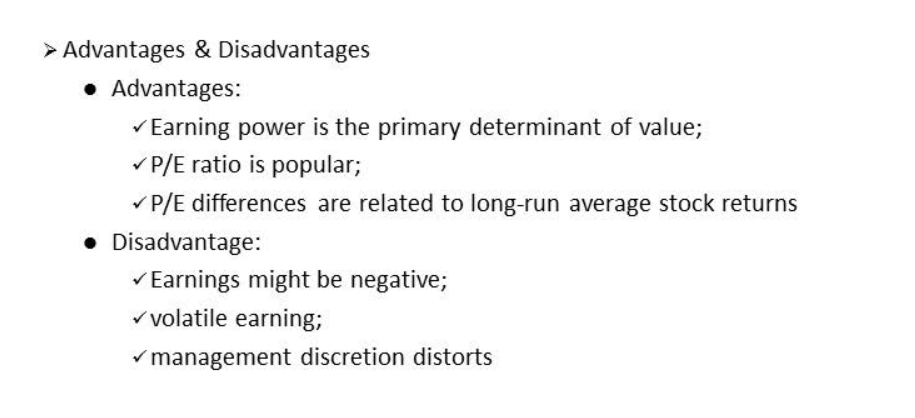 ➢ Advantages & Disadvantages
● Advantages:
✓ Earning power is the primary determinant of value;
✓ P/E ratio is popular;
✓ P/E differences are related to long-run average stock returns
● Disadvantage:
✓ Earnings might be negative;
✓ volatile earning;
✓ management discretion distorts